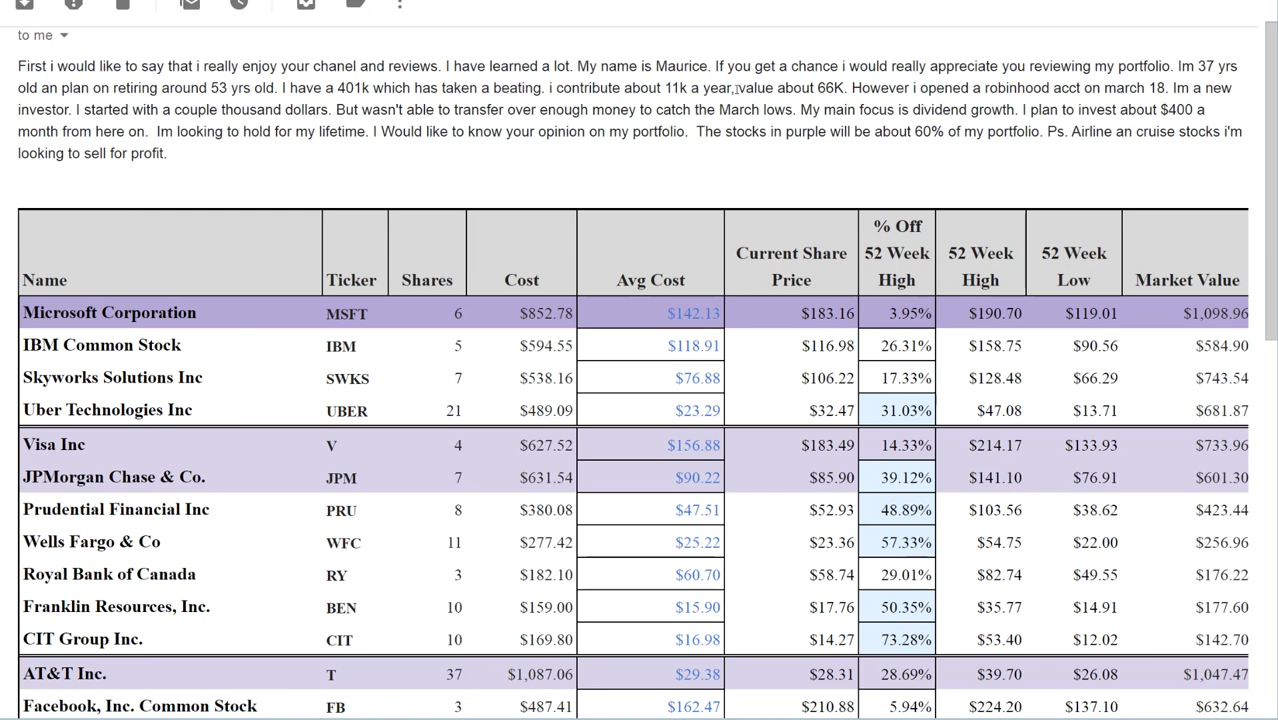 to me
First i would like to say that i really enjoy your chanel and reviews. I have learned a lot. My name is Maurice. If you get a chance i would really appreciate you reviewing my portfolio. Im 37 yrs
old an plan on retiring around 53 yrs old. I have a 401k which has taken a beating. i contribute about 11k a year, value about 66K. However i opened a robinhood acct on march 18. Im a new
investor. I started with a couple thousand dollars. But wasn't able to transfer over enough money to catch the March lows. My main focus is dividend growth. I plan to invest about $400 a
month from here on. Im looking to hold for my lifetime. I Would like to know your opinion on my portfolio. The stocks in purple will be about 60% of my portfolio. Ps. Airline an cruise stocks i'm
looking to sell for profit.
Name Ticker Shares Cost Avg Cost Current Share Price % Off 52 Week High 52 Week High 52 Week Low Market Value
Microsoft Corporation MSFT 6 $852.78 $142.13 $183.16 3.95% $190.70 $119.01 $1,098.96
IBM Common Stock IBM 5 $594.55 $118.91 $116.98 26.31% $158.75 $90.56 $584.90
Skyworks Solutions Inc SWKS 7 $538.16 $76.88 $106.22 17.33% $128.48 $66.29 $743.54
Uber Technologies Inc UBER 21 $489.09 $23.29 $32.47 31.03% $47.08 $13.71 $681.87
Visa Inc V 4 $627.52 $156.88 $183.49 14.33% $214.17 $133.93 $733.96
JPMorgan Chase & Co. JPM 7 $631.54 $90.22 $85.90 39.12% $141.10 $76.91 $601.30
Prudential Financial Inc PRU 8 $380.08 $47.51 $52.93 48.89% $103.56 $38.62 $423.44
Wells Fargo & Co WFC 11 $277.42 $25.22 $23.36 57.33% $54.75 $22.00 $256.96
Royal Bank of Canada RY 3 $182.10 $60.70 $58.74 29.01% $82.74 $49.55 $176.22
Franklin Resources, Inc. BEN 10 $159.00 $15.90 $17.76 50.35% $35.77 $14.91 $177.60
CIT Group Inc. CIT 10 $169.80 $16.98 $14.27 73.28% $53.40 $12.02 $142.70
AT&T Inc. T 37 $1,087.06 $29.38 $28.31 28.69% $39.70 $26.08 $1,047.47
Facebook, Inc. Common Stock FB 3 $487.41 $162.47 $210.88 5.94% $224.20 $137.10 $632.64